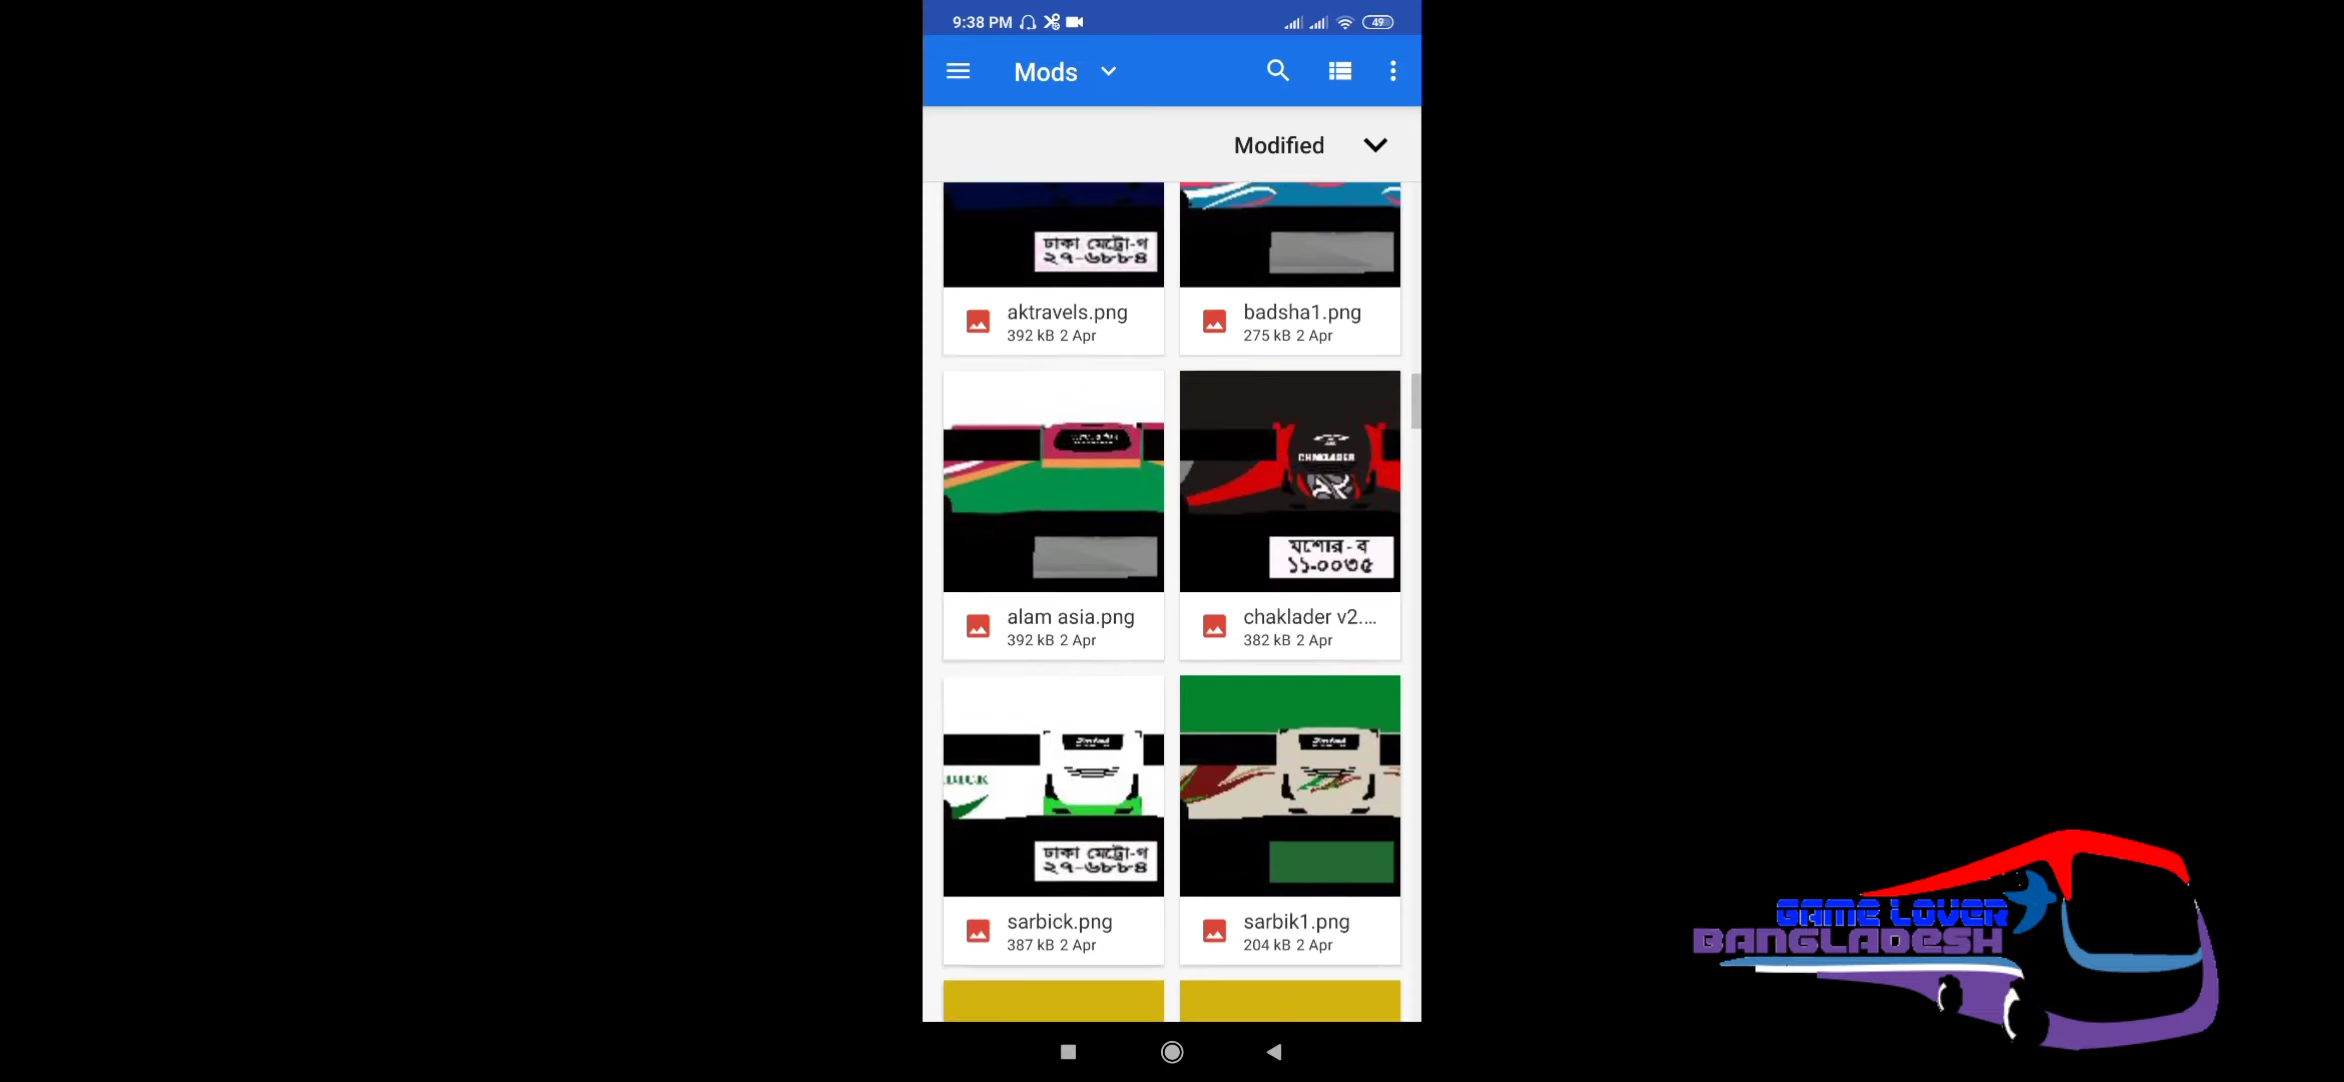 9:38 PM
49
Mods
Modified
ঢাকা মেট্রো-গ
২৭-৬৮৮৪
aktravels.png
392 kB 2 Apr
badsha1.png
275 kB 2 Apr
CHAKLADER
যশোর - ব
১১-০০৩৫
alam asia.png
392 kB 2 Apr
chaklader v2....
382 kB 2 Apr
ঢাকা মেট্রো-গ
২৭-৬৮৮৪
sarbick.png
387 kB 2 Apr
sarbik1.png
204 kB 2 Apr
GAME LOVER
BANGLADESH